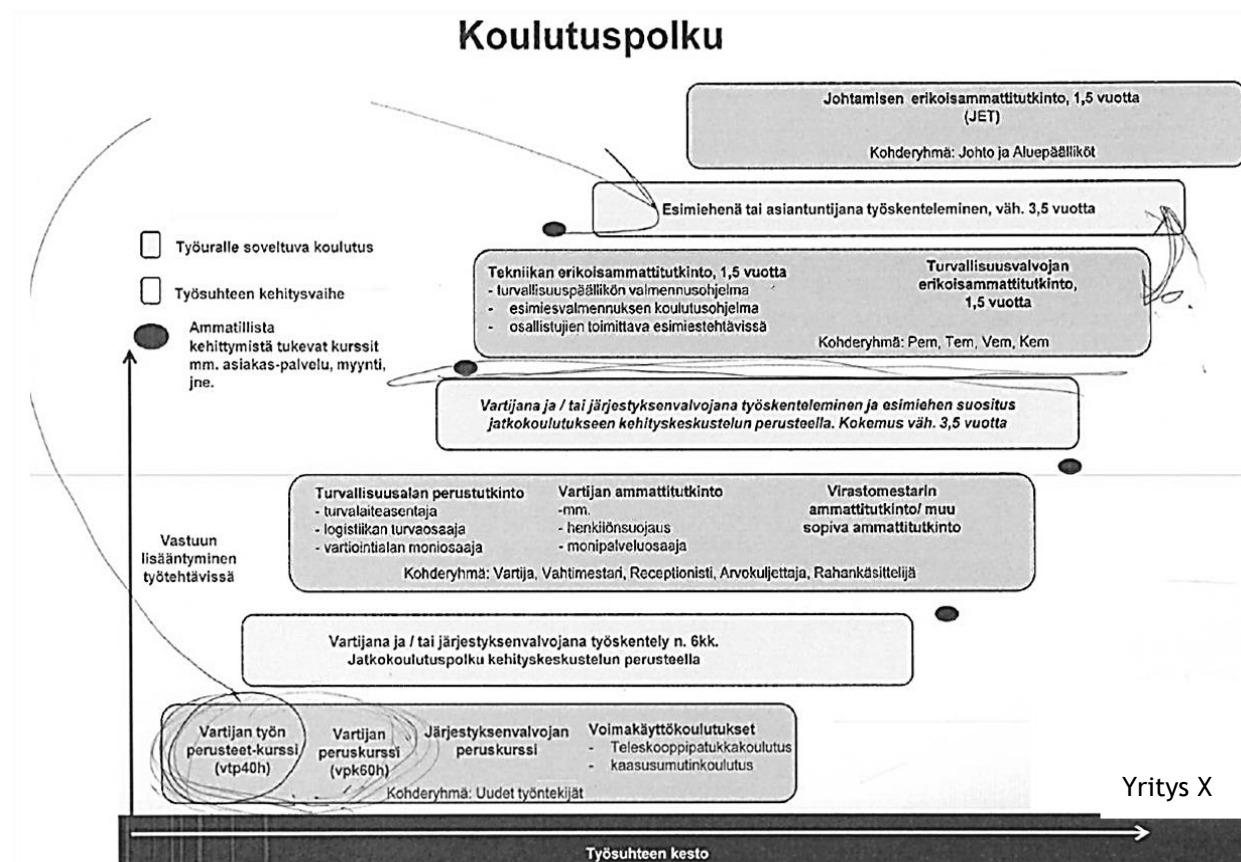 Koulutuspolku
Johtamisen erikoisammattitutkinto, 1,5 vuotta
(JET)
Kohderyhmä: Johto ja Aluepäälliköt
Esimiehenä tai asiantuntijana työskenteleminen, väh. 3,5 vuotta
Työuralle soveltuva koulutus
Työsuhteen kehitysvaihe
Ammatillista
kehittymistä tukevat kurssit
mm. asiakas-palvelu, myynti,
jne.
Tekniikan erikoisammattitutkinto, 1,5 vuotta
- turvallisuuspäällikön valmennusohjelma
- esimiesvalmennuksen koulutusohjelma
- osallistujien toimittava esimiestehtävissä
Turvallisuusvalvojan
erikoisammattitutkinto,
1,5 vuotta
Kohderyhmä: Pem, Tem, Vem, Kem
Vartijana ja / tai järjestyksenvalvojana työskenteleminen ja esimiehen suositus
jatkokoulutukseen kehityskeskustelun perusteella. Kokemus väh. 3,5 vuotta
Turvallisuusalan perustutkinto
- turvalaiteasentaja
- logistiikan turvaosaaja
- vartiointialan moniosaaja
Vartijan ammattitutkinto
-mm.
- henkilönsuojaus
- monipalveluosaaja
Virastomestarin
ammattitutkinto/ muu
sopiva ammattitutkinto
Kohderyhmä: Vartija, Vahtimestari, Receptionisti, Arvokuljettaja, Rahankäsittelijä
Vastuun
lisääntyminen
työtehtävissä
Vartijana ja / tai järjestyksenvalvojana työskentely n. 6kk.
Jatkokoulutuspolku kehityskeskustelun perusteella
Vartijan työn
perusteet-kurssi
(vtp40h)
Vartijan
peruskurssi
(vpk60h)
Järjestyksenvalvojan
peruskurssi
Voimakäyttökoulutukset
- Teleskooppipatukkakoulutus
- kaasusumutinkoulutus
Kohderyhmä: Uudet työntekijät
Yritys X
Työsuhteen kesto